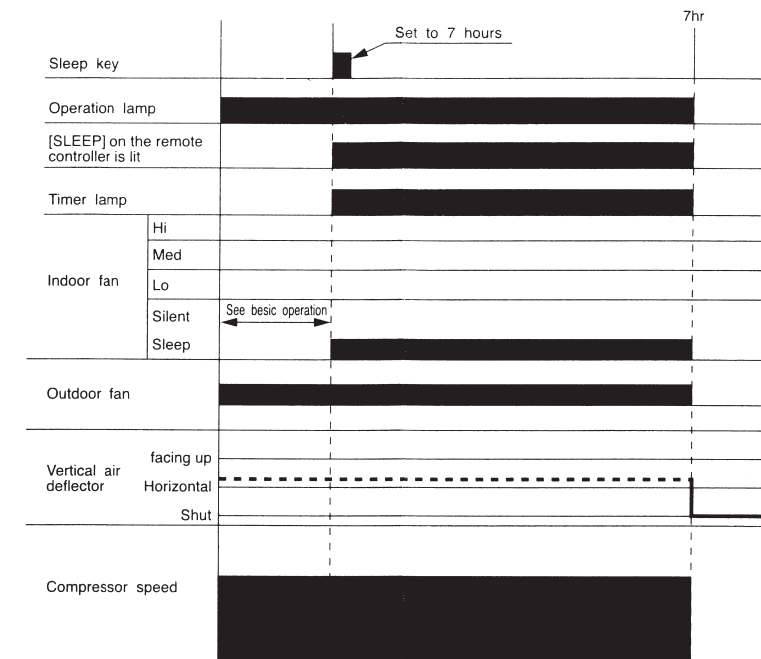 7hr
Set to 7 hours
Sleep key
Operation lamp
[SLEEP] on the remote
controller is lit
Timer lamp
Hi
Med
Indoor fan
Lo
Silent
See besic operation
Sleep
Outdoor fan
facing up
Vertical air
deflector
Horizontal
Shut
Compressor speed